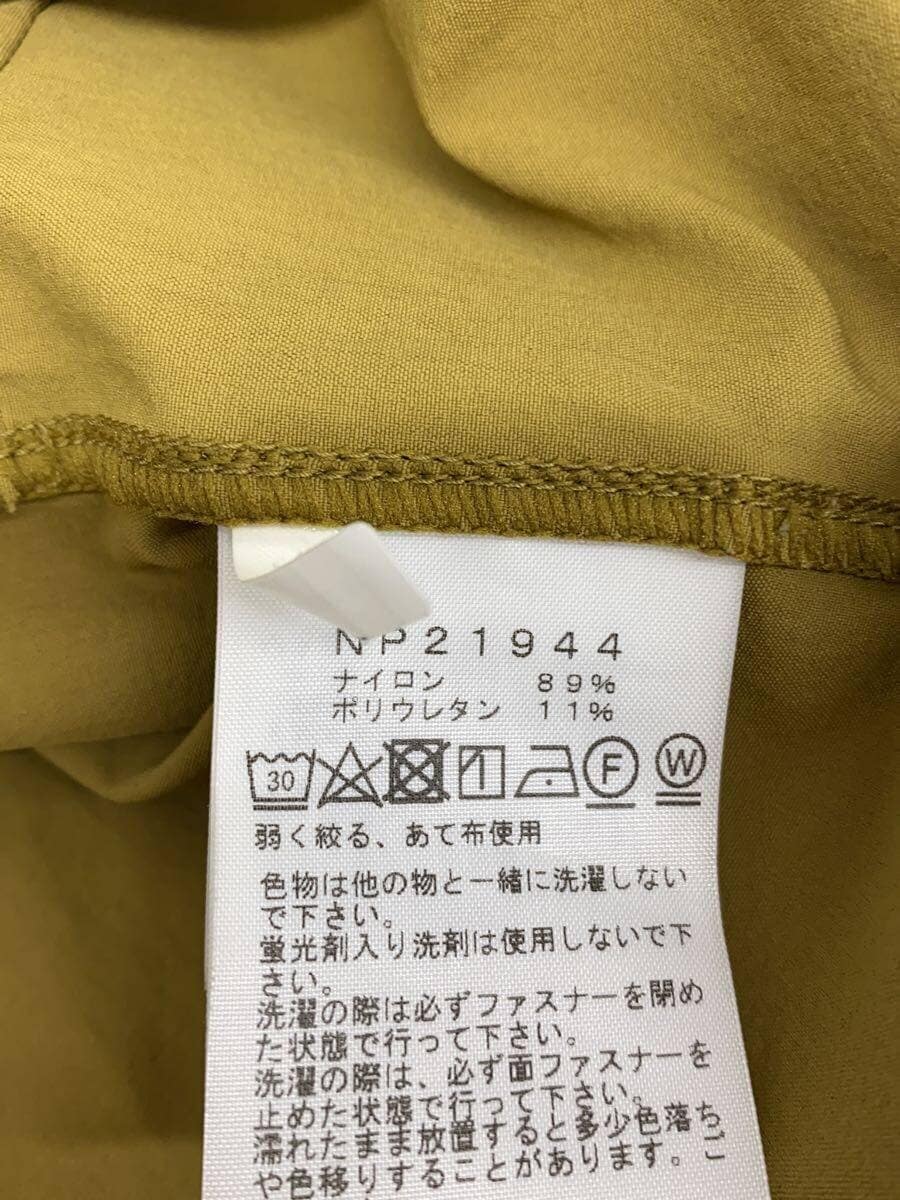 NP21944
ナイロン 89%
ポリウレタン 11%
30 F W
弱く絞る、あて布使用
色物は他の物と一緒に洗濯しない
で下さい。
蛍光剤入り洗剤は使用しないで下
さい。
洗濯の際は必ずファスナーを閉め
た状態で行って下さい。
洗濯の際は、必ず面ファスナーを
止めた状態で行って下さい。
濡れたまま放置すると多少色落ち
や色移りすることがあります。ご